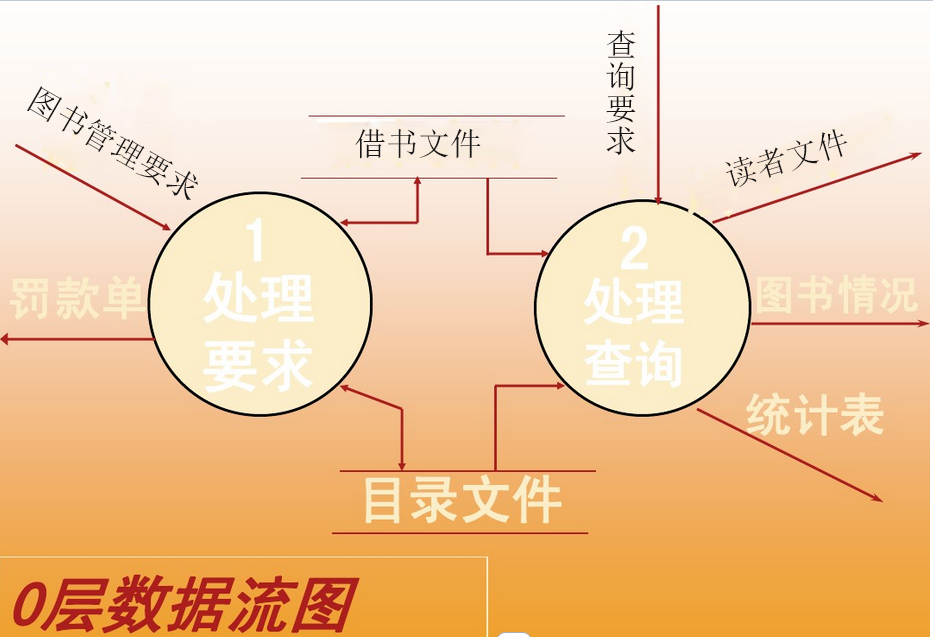 查询要求
图书管理要求
借书文件
读者文件
1
处理
要求
2
处理
查询
罚款单
图书情况
统计表
目录文件
0层数据流图